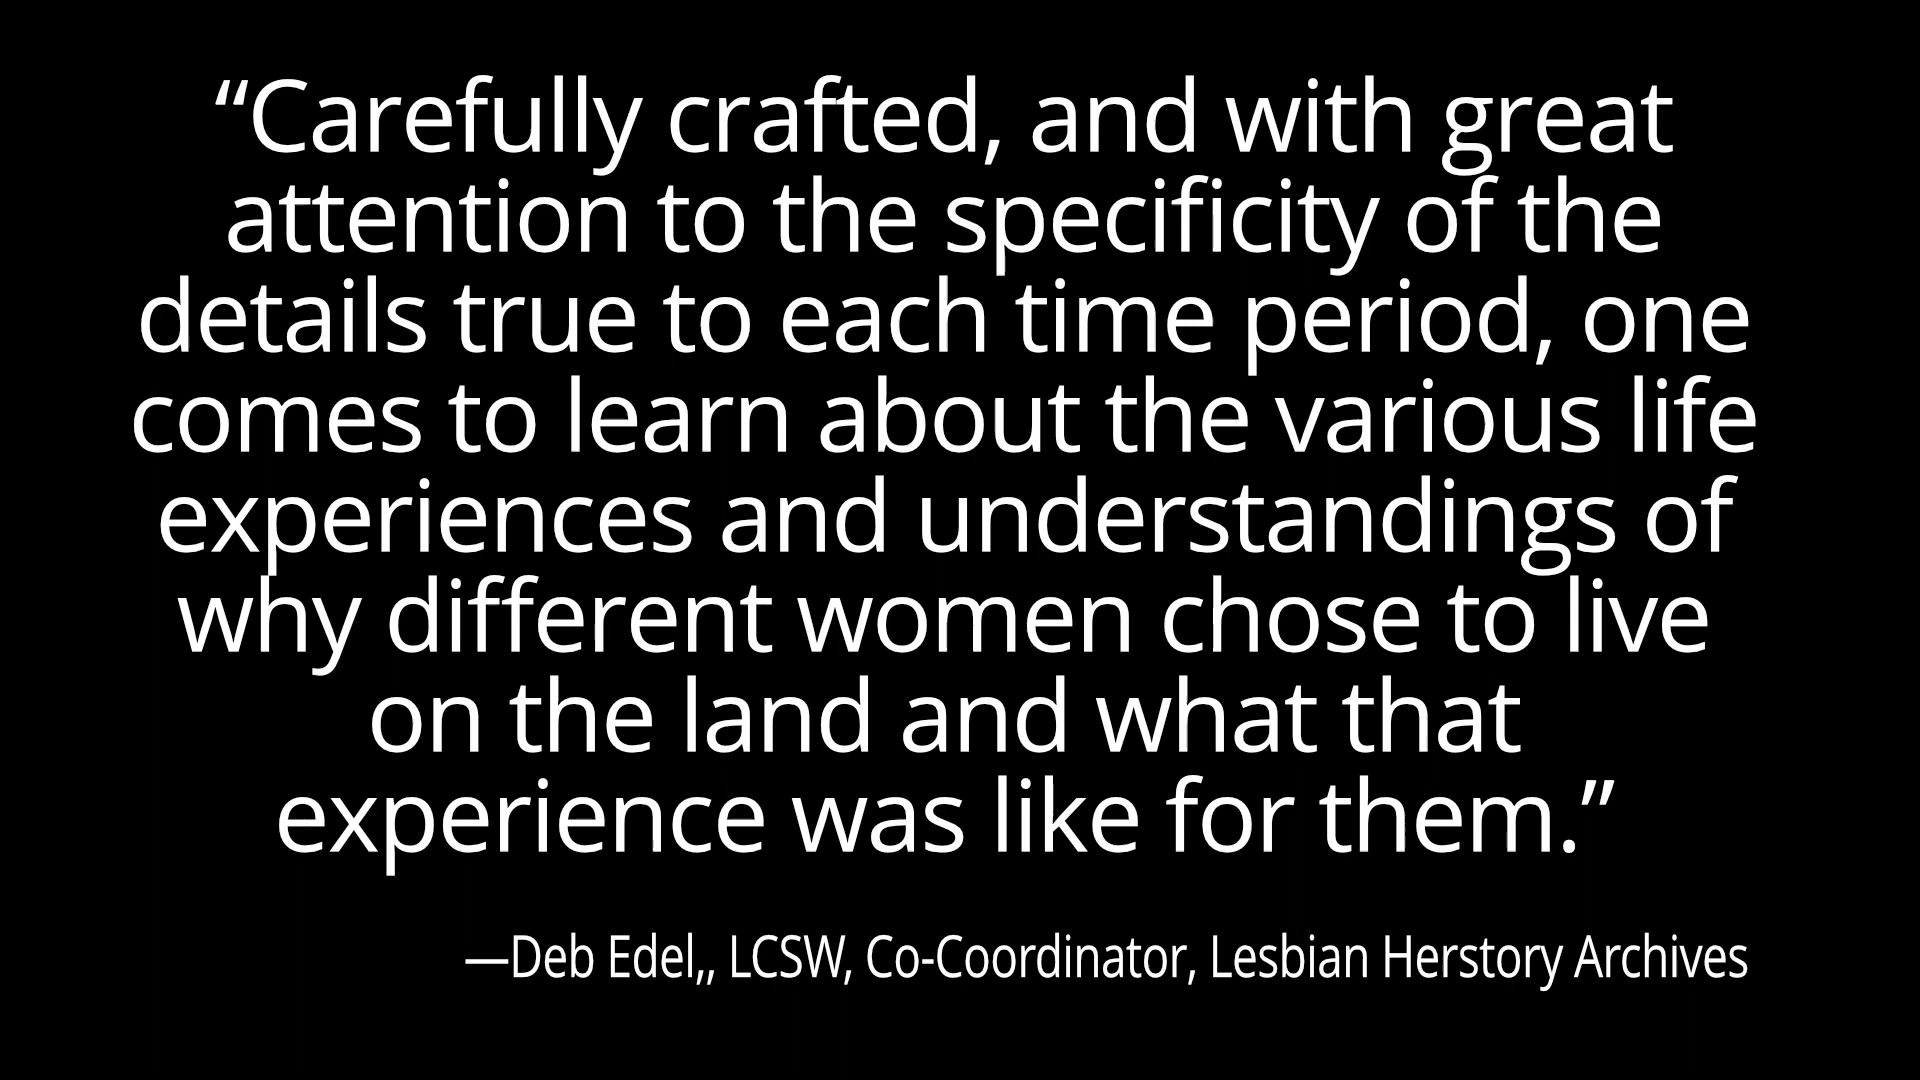 “Carefully crafted, and with great
attention to the specificity of the
details true to each time period, one
comes to learn about the various life
experiences and understandings of
why different women chose to live
on the land and what that
experience was like for them.”
—Deb Edel,, LCSW, Co-Coordinator, Lesbian Herstory Archives